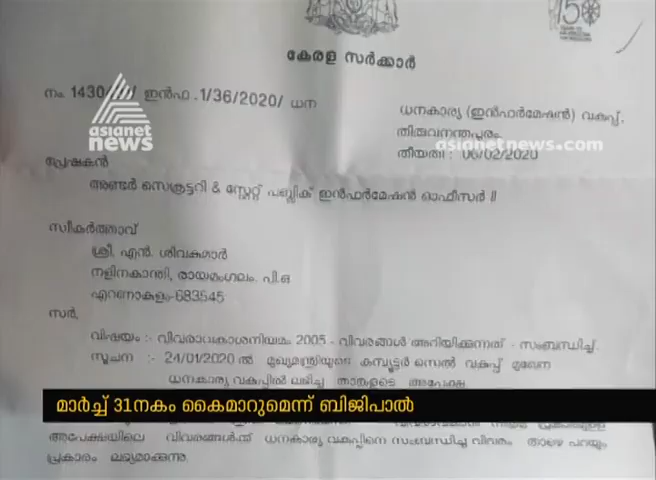 150
കേരള സർക്കാർ
നം. 1430/ ഇൻഫ .1/36/2020/ ധന
ധനകാര്യ (ഇൻഫർമേഷൻ) വകുപ്പ്,
തിരുവനന്തപുരം
തീയതി : 06/02/2020
asianet news
asianetnews.com
പ്രേഷകൻ
അണ്ടർ സെക്രട്ടറി & സ്റ്റേറ്റ് പബ്ലിക് ഇൻഫർമേഷൻ ഓഫീസർ II
സ്വീകർത്താവ്
ശ്രീ. എൻ. ശിവകുമാർ
നളിനകാന്തി, രായമംഗലം. പി.ഒ
എറണാകുളം-683545
സർ,
വിഷയം :- വിവരാവകാശനിയമം 2005 - വിവരങ്ങൾ അറിയിക്കുന്നത് - സംബന്ധിച്ച്.
സൂചന :- 24/01/2020 ൽ മുഖ്യമന്ത്രിയുടെ കമ്പ്യൂട്ടർ സെൽ വകുപ്പ് മുഖേന
ധനകാര്യ വകുപ്പിൽ ലഭിച്ച താങ്കളുടെ അപേക്ഷ
മാർച്ച് 31നകം കൈമാറുമെന്ന് ബിജിപാൽ
അപേക്ഷയിലെ വിവരങ്ങൾക്ക് ധനകാര്യ വകുപ്പിനെ സംബന്ധിച്ച വിവരം താഴെ പറയും
പ്രകാരം ലഭ്യമാക്കുന്നു.